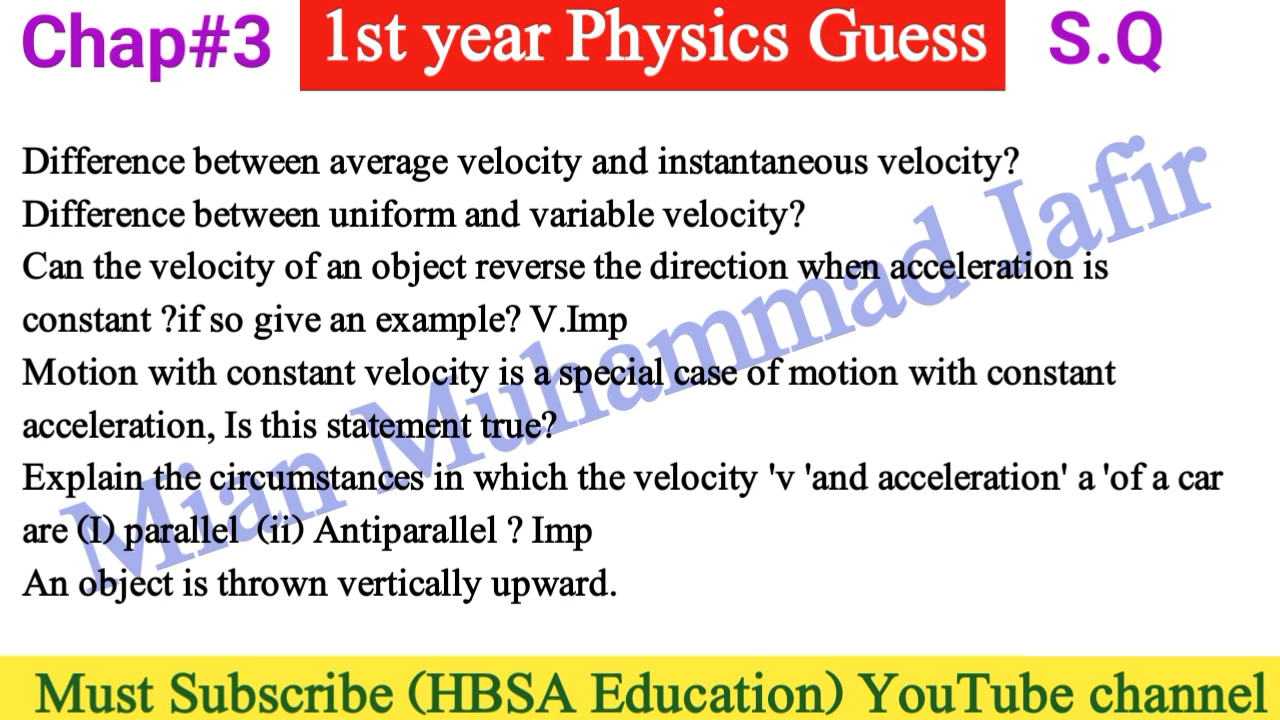 Chap#3 1st year Physics Guess S.Q
Difference between average velocity and instantaneous velocity?
Difference between uniform and variable velocity?
Can the velocity of an object reverse the direction when acceleration is
constant ?if so give an example? V.Imp
Motion with constant velocity is a special case of motion with constant
acceleration, Is this statement true?
Explain the circumstances in which the velocity 'v 'and acceleration' a 'of a car
are (I) parallel (ii) Antiparallel ? Imp
An object is thrown vertically upward.
Mian Muhammad Jafir
Must Subscribe (HBSA Education) YouTube channel